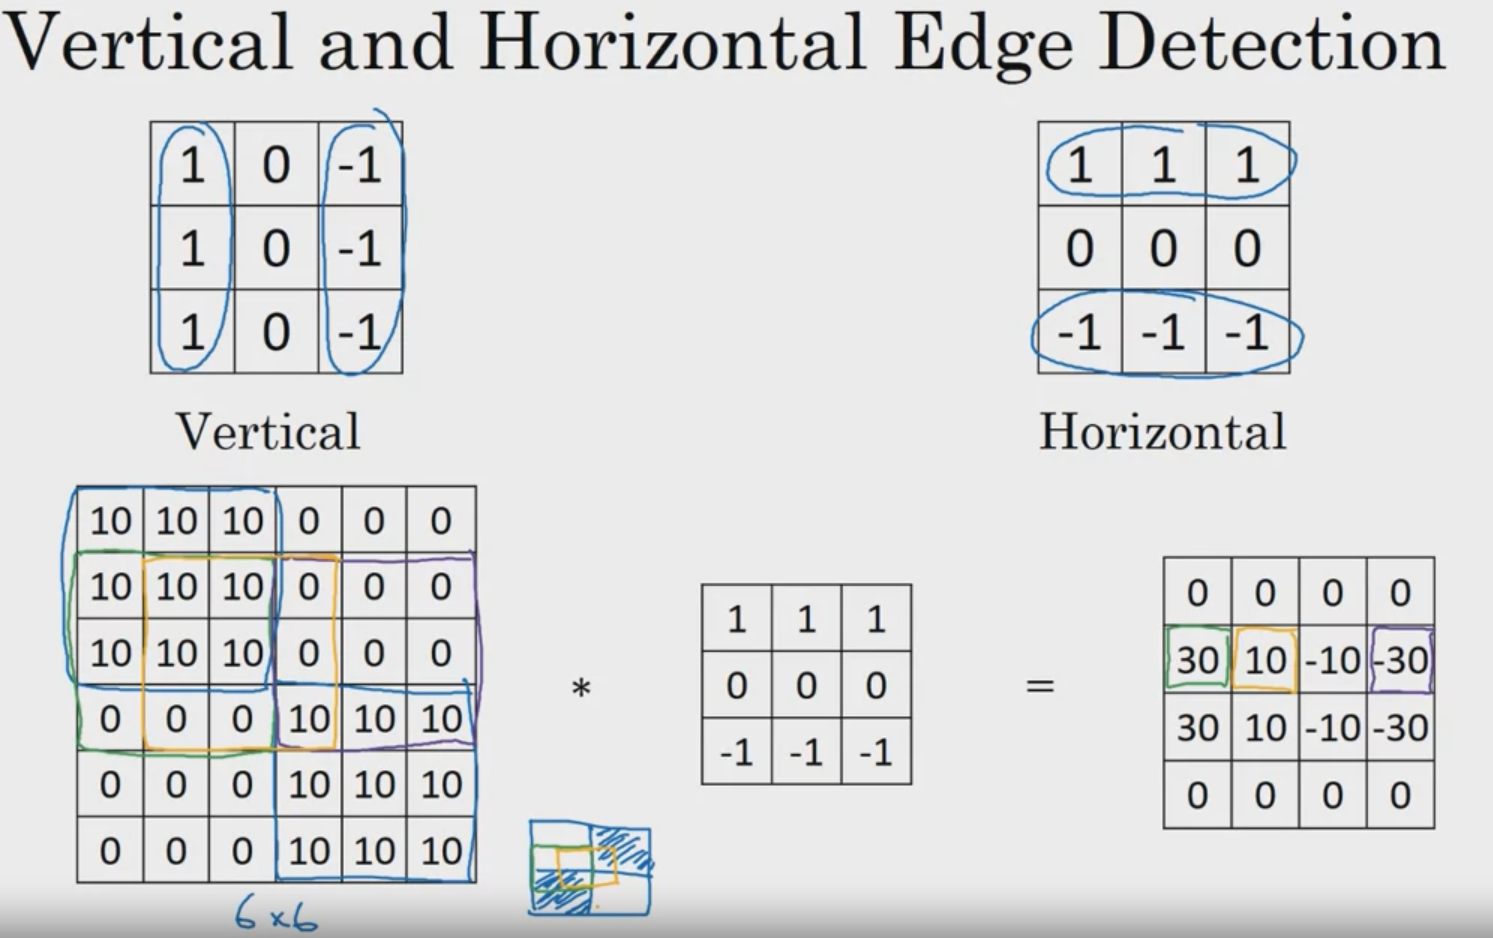 Vertical and Horizontal Edge Detection
1 0 -1
1 0 -1
1 0 -1
Vertical
1 1 1
0 0 0
-1 -1 -1
Horizontal
10 10 10 0 0 0
10 10 10 0 0 0
10 10 10 0 0 0
0 0 0 10 10 10
0 0 0 10 10 10
0 0 0 10 10 10
6 x 6
*
1 1 1
0 0 0
-1 -1 -1
=
0 0 0 0
30 10 -10 -30
30 10 -10 -30
0 0 0 0